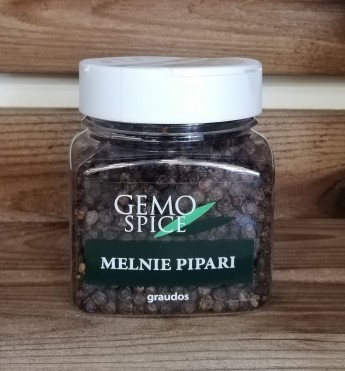 GEMO
SPICE
MELNIE PIPARI
graudos